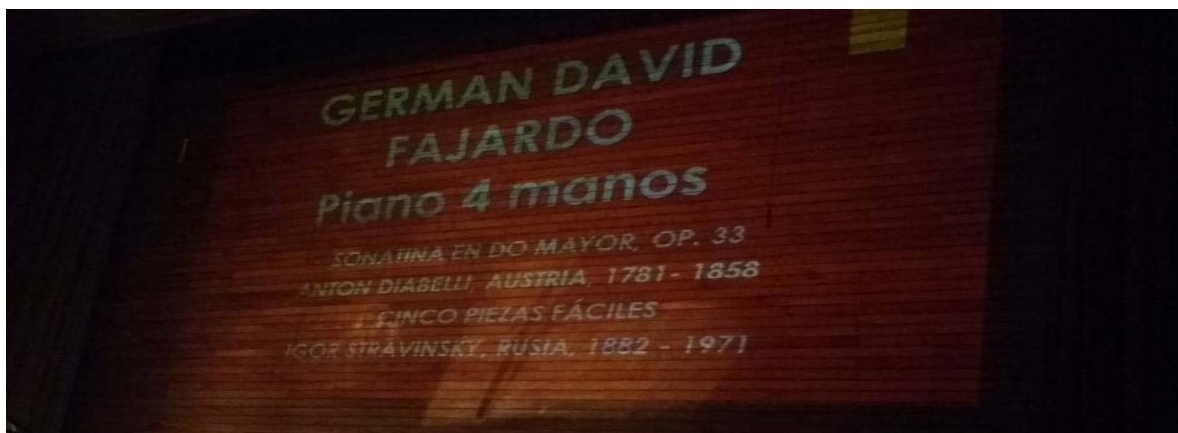 GERMAN DAVID
FAJARDO
Piano 4 manos
SONATINA EN DO MAYOR, OP. 33
ANTON DIABELLI, AUSTRIA, 1781- 1858
CINCO PIEZAS FÁCILES
IGOR STRAVINSKY, RUSIA, 1882 - 1971